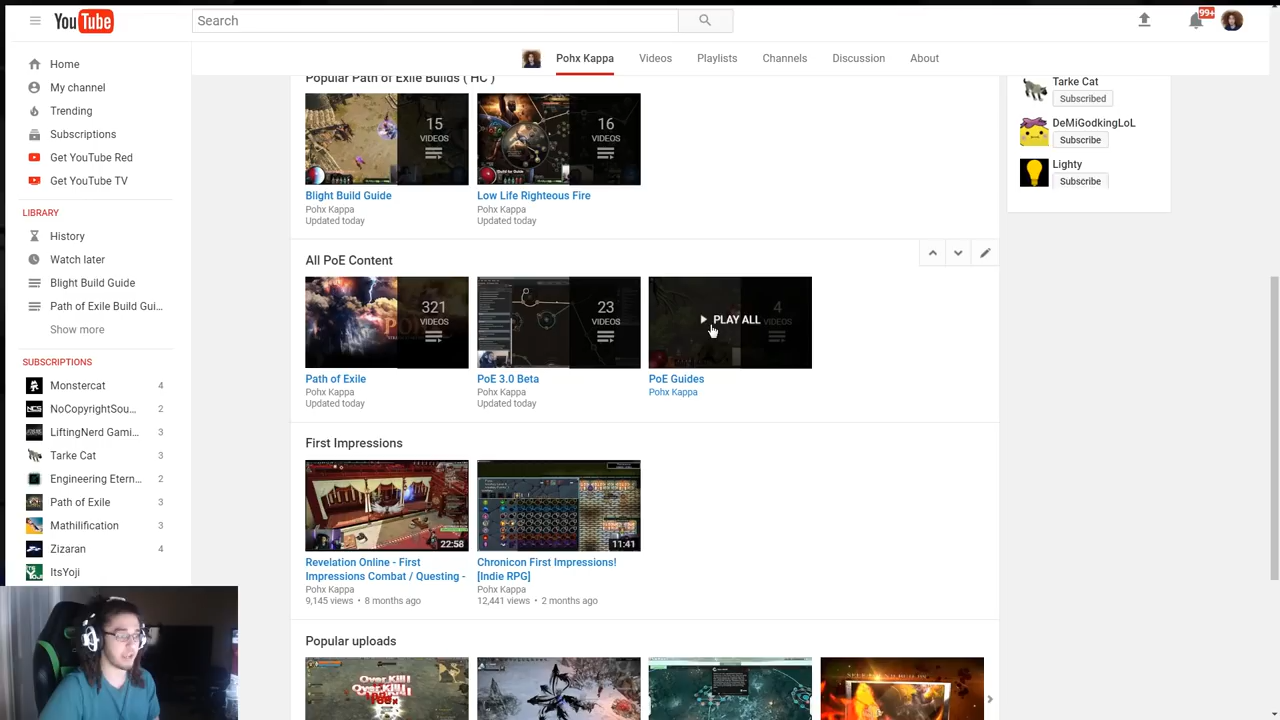 YouTube
Search
99+
Pohx Kappa
Videos
Playlists
Channels
Discussion
About
Home
My channel
Trending
Subscriptions
Get YouTube Red
Get YouTube TV
LIBRARY
History
Watch later
Blight Build Guide
Path of Exile Build Gui...
Show more
SUBSCRIPTIONS
Monstercat 4
NoCopyrightSou... 2
LiftingNerd Gami... 3
Tarke Cat 3
Engineering Etern... 2
Path of Exile 3
Mathilification 3
Zizaran 4
ItsYoji
Popular Path of Exile Builds ( HC )
15
VIDEOS
16
VIDEOS
Blight Build Guide
Pohx Kappa
Updated today
Low Life Righteous Fire
Pohx Kappa
Updated today
All PoE Content
321
VIDEOS
23
VIDEOS
PLAY ALL
4
VIDEOS
Path of Exile
Pohx Kappa
Updated today
PoE 3.0 Beta
Pohx Kappa
Updated today
PoE Guides
Pohx Kappa
First Impressions
22:58
11:41
Revelation Online - First
Impressions Combat / Questing -
Pohx Kappa
9,145 views • 8 months ago
Chronicon First Impressions!
[Indie RPG]
Pohx Kappa
12,441 views • 2 months ago
Popular uploads
OverKill
OverKill
Tarke Cat
Subscribed
DeMiGodkingLoL
Subscribe
Lighty
Subscribe